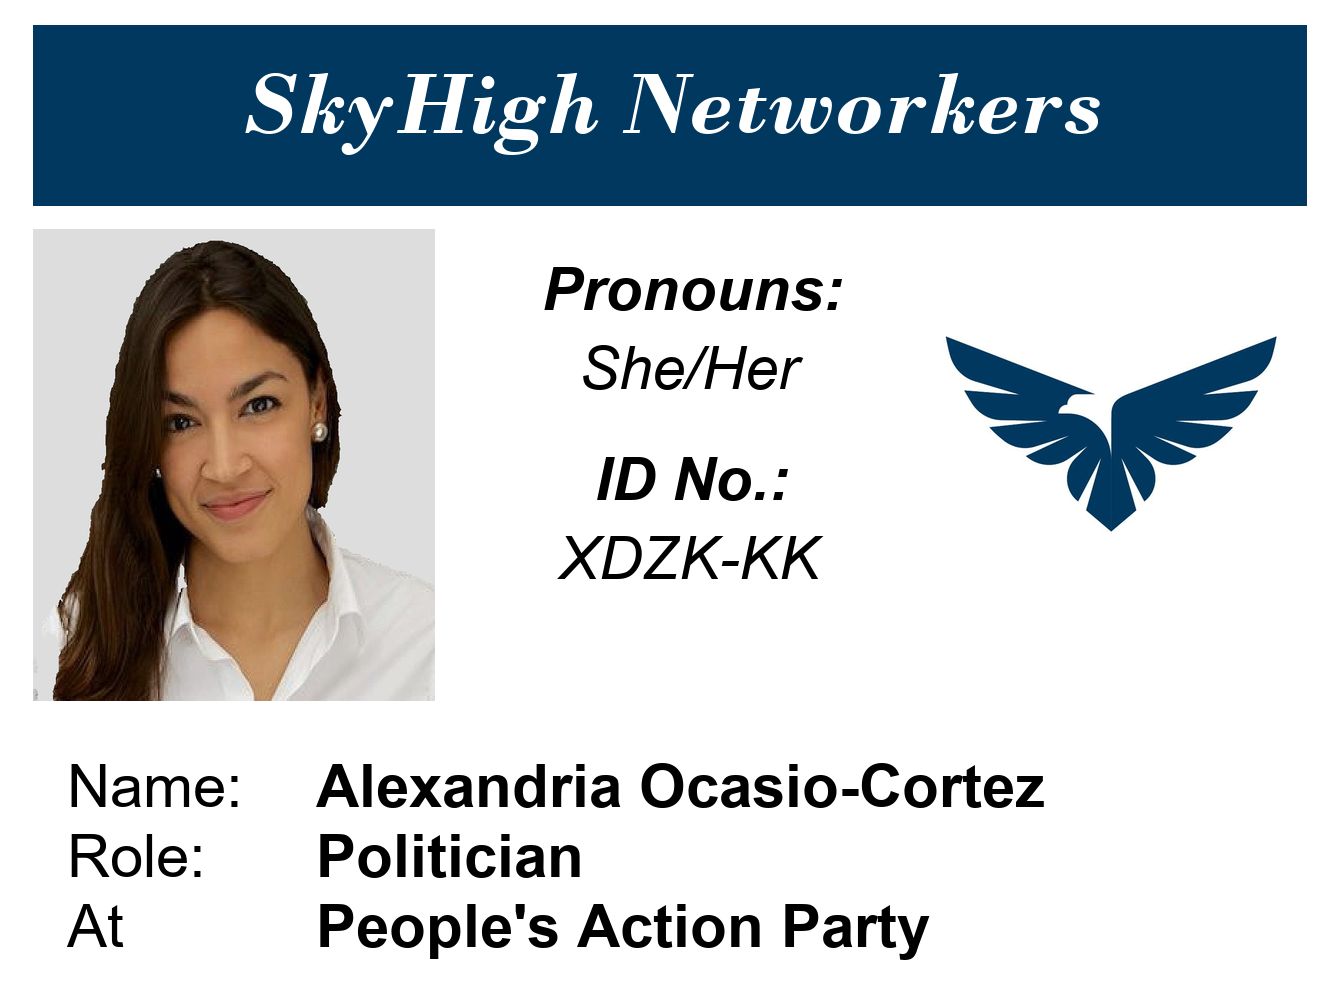 SkyHigh Networkers
Pronouns:
She/Her
ID No.:
XDZK-KK
Name: Alexandria Ocasio-Cortez
Role: Politician
At People's Action Party